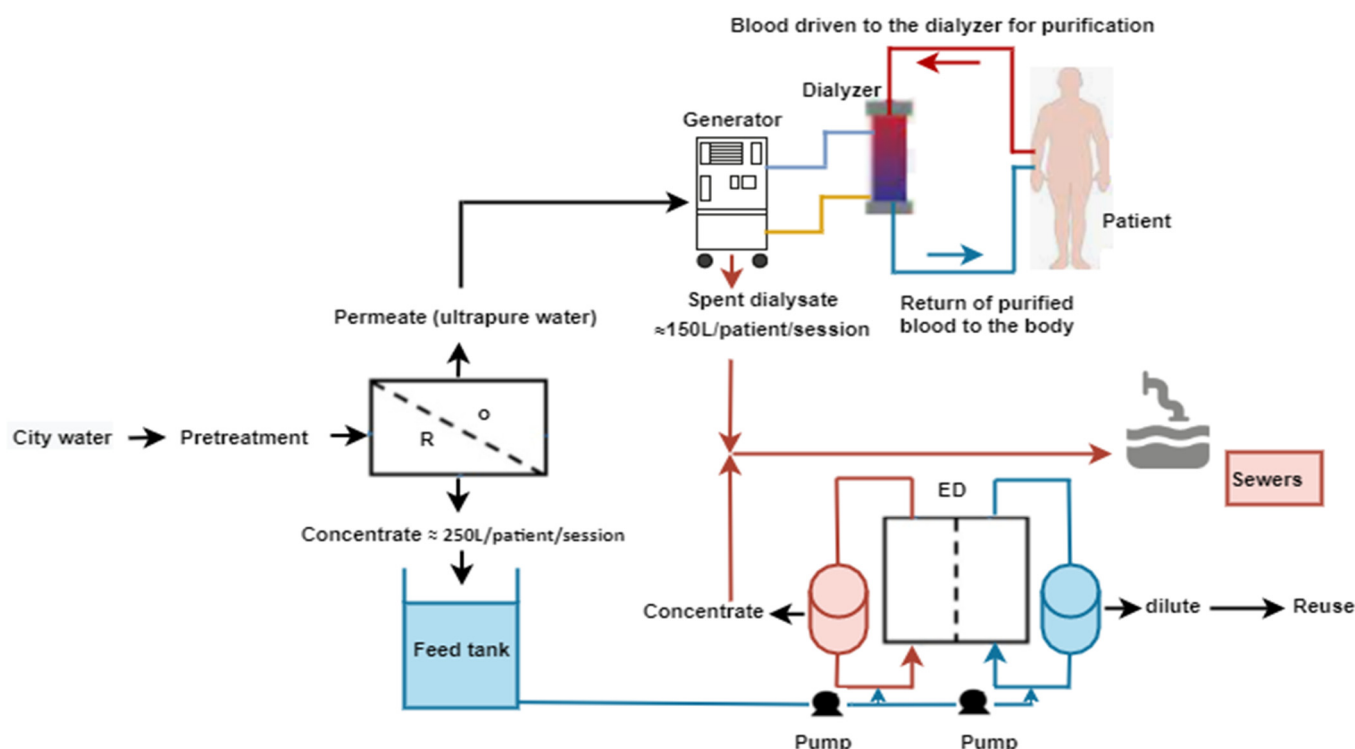 Blood driven to the dialyzer for purification
Dialyzer
Generator
Patient
Spent dialysate
≈150L/patient/session
Return of purified
blood to the body
Permeate (ultrapure water)
O
R
City water
Pretreatment
Sewers
ED
Concentrate ≈ 250L/patient/session
Concentrate
dilute
Reuse
Feed tank
Pump
Pump